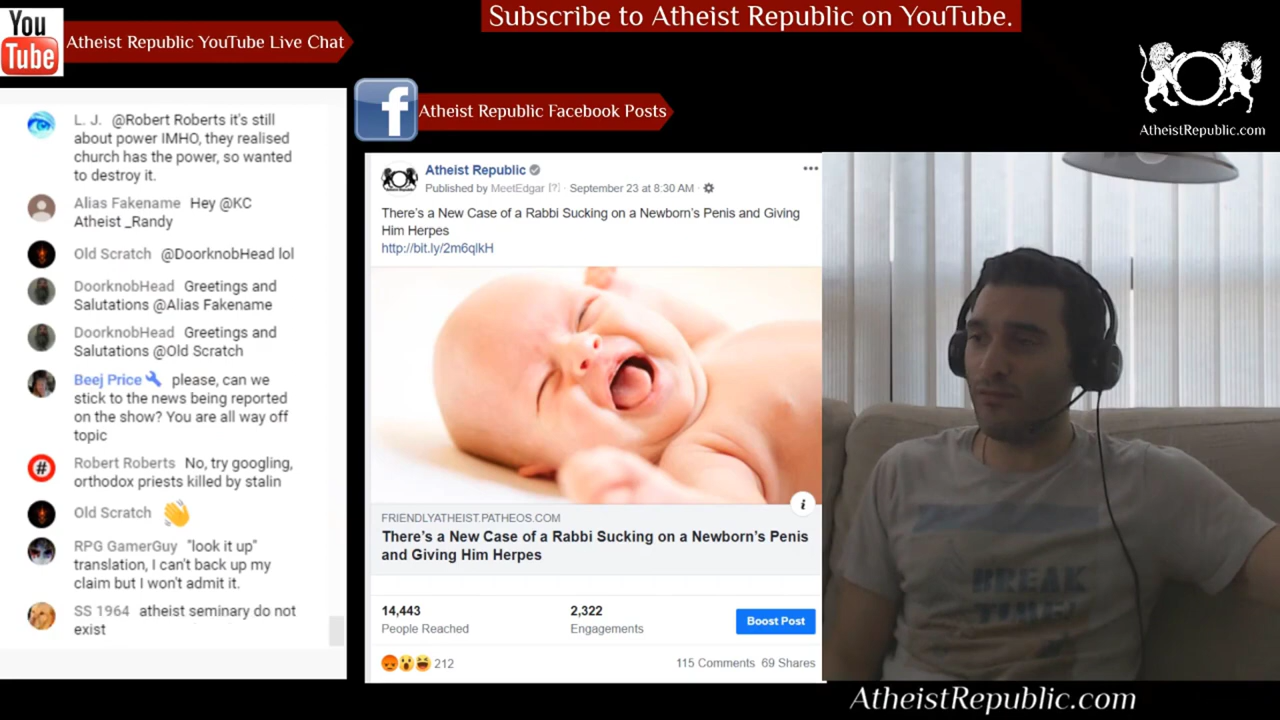 Subscribe to Atheist Republic on YouTube.
You
Tube
Atheist Republic YouTube Live Chat
AtheistRepublic.com
f
Atheist Republic Facebook Posts
L. J. @Robert Roberts it's still
about power IMHO, they realised
church has the power, so wanted
to destroy it.
Alias Fakename Hey @KC
Atheist _Randy
Old Scratch @DoorknobHead lol
DoorknobHead Greetings and
Salutations @Alias Fakename
DoorknobHead Greetings and
Salutations @Old Scratch
Beej Price please, can we
stick to the news being reported
on the show? You are all way off
topic
# Robert Roberts No, try googling,
orthodox priests killed by stalin
Old Scratch 👋
RPG GamerGuy "look it up"
translation, I can't back up my
claim but I won't admit it.
SS 1964 atheist seminary do not
exist
Atheist Republic
Published by MeetEdgar [?] · September 23 at 8:30 AM ·
There's a New Case of a Rabbi Sucking on a Newborn's Penis and Giving
Him Herpes
http://bit.ly/2m6qlkH
i
FRIENDLYATHEIST.PATHEOS.COM
There's a New Case of a Rabbi Sucking on a Newborn's Penis
and Giving Him Herpes
14,443
People Reached
2,322
Engagements
Boost Post
212
115 Comments 69 Shares
BREAK
TIME!
AtheistRepublic.com